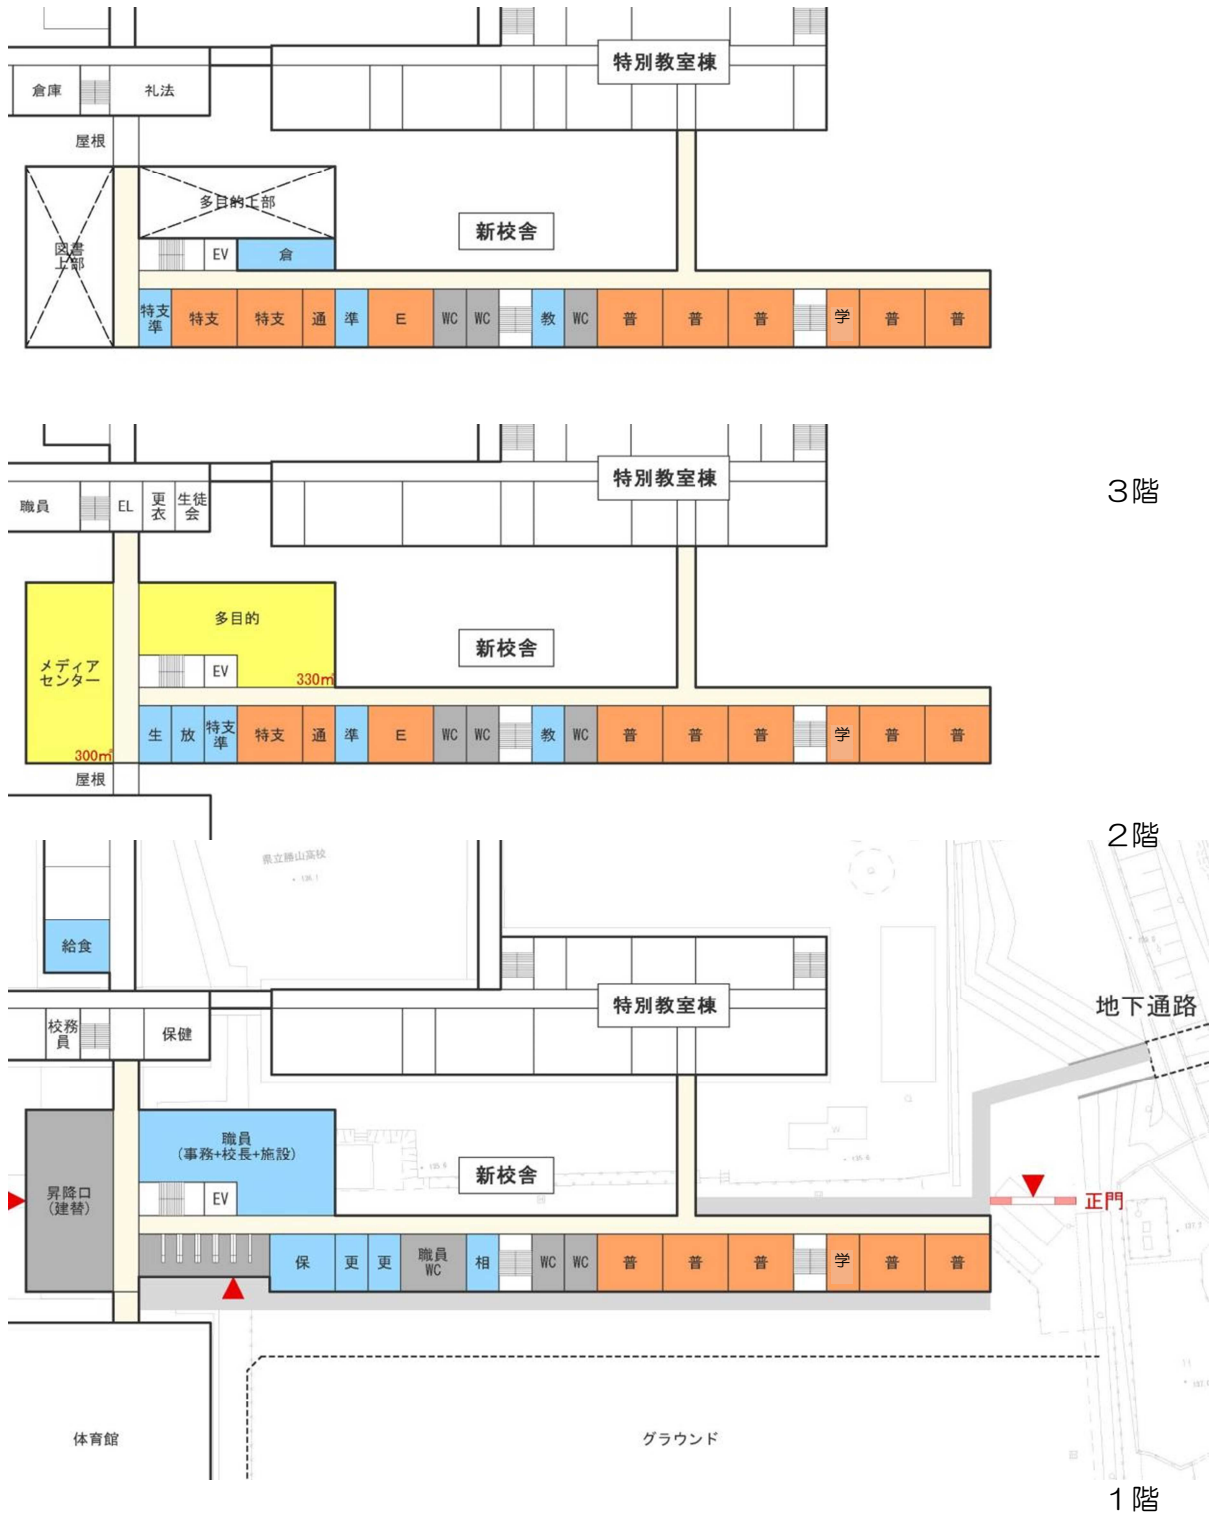 特別教室棟
倉庫
礼法
屋根
多目的上部
図書
上部
新校舎
EV
倉
特支
準
特支
特支
通
準
E
WC
WC
教
WC
普
普
普
学
普
普
特別教室棟
3階
職員
EL
更
衣
生徒
会
多目的
メディア
センター
新校舎
EV
330㎡
生
放
特支
準
特支
通
準
E
WC
WC
教
WC
普
普
普
学
普
普
300㎡
屋根
2階
県立勝山高校
給食
特別教室棟
地下通路
校務
員
保健
職員
(事務+校長+施設)
新校舎
昇降口
(建替)
EV
正門
保
更
更
職員
WC
相
WC
WC
普
普
普
学
普
普
体育館
グラウンド
1階